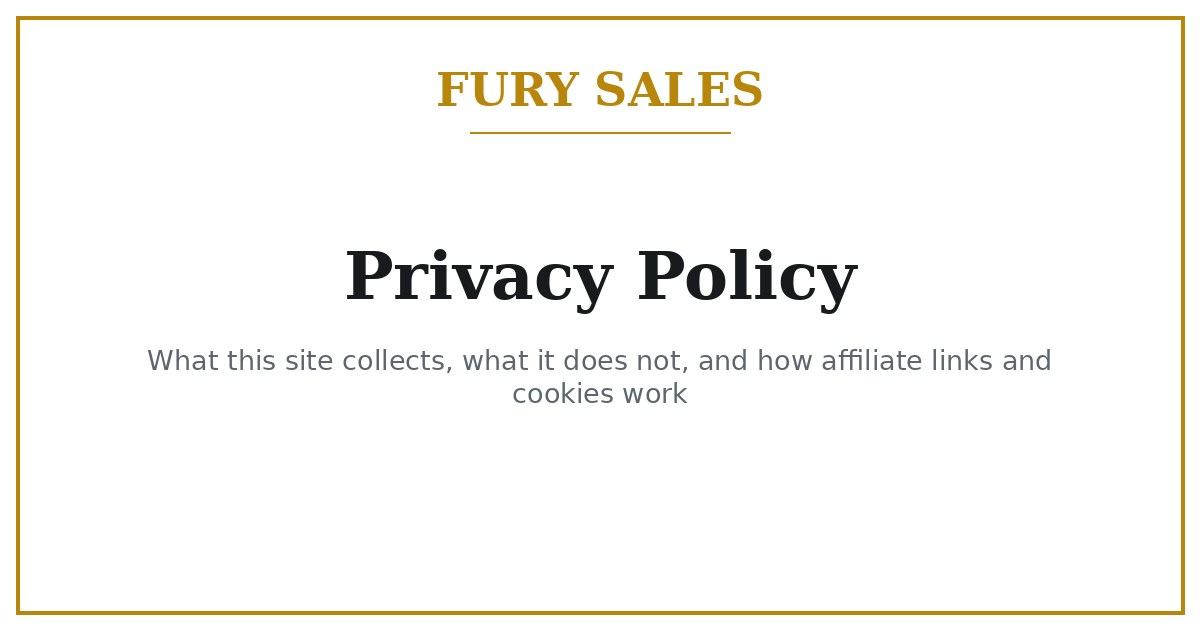 FURY SALES
Privacy Policy
What this site collects, what it does not, and how affiliate links and
cookies work